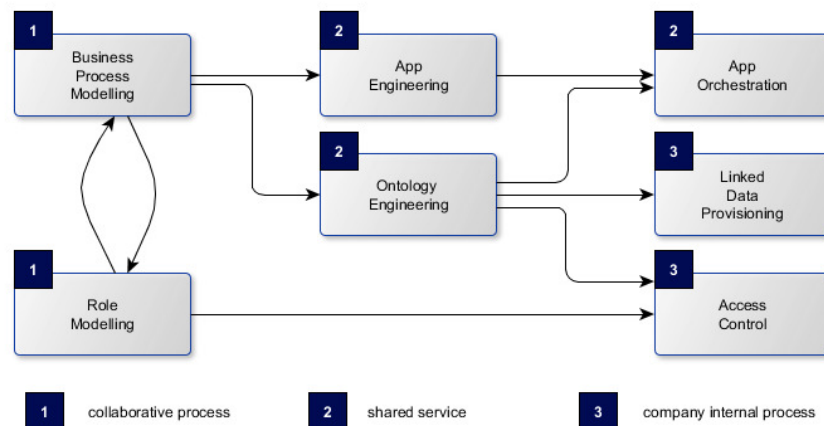 1
Business
Process
Modelling
2
App
Engineering
2
App
Orchestration
2
Ontology
Engineering
3
Linked
Data
Provisioning
1
Role
Modelling
3
Access
Control
1 collaborative process
2 shared service
3 company internal process